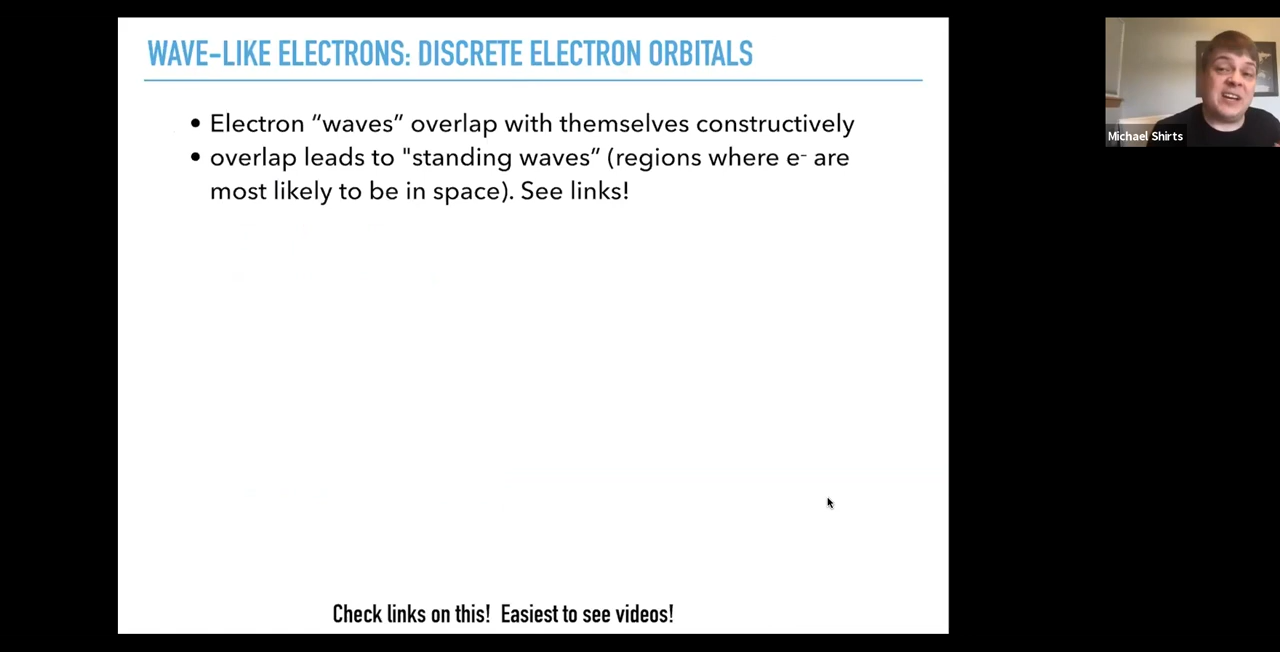 WAVE-LIKE ELECTRONS: DISCRETE ELECTRON ORBITALS
• Electron “waves” overlap with themselves constructively
• overlap leads to "standing waves” (regions where e⁻ are
most likely to be in space). See links!
Check links on this! Easiest to see videos!
Michael Shirts